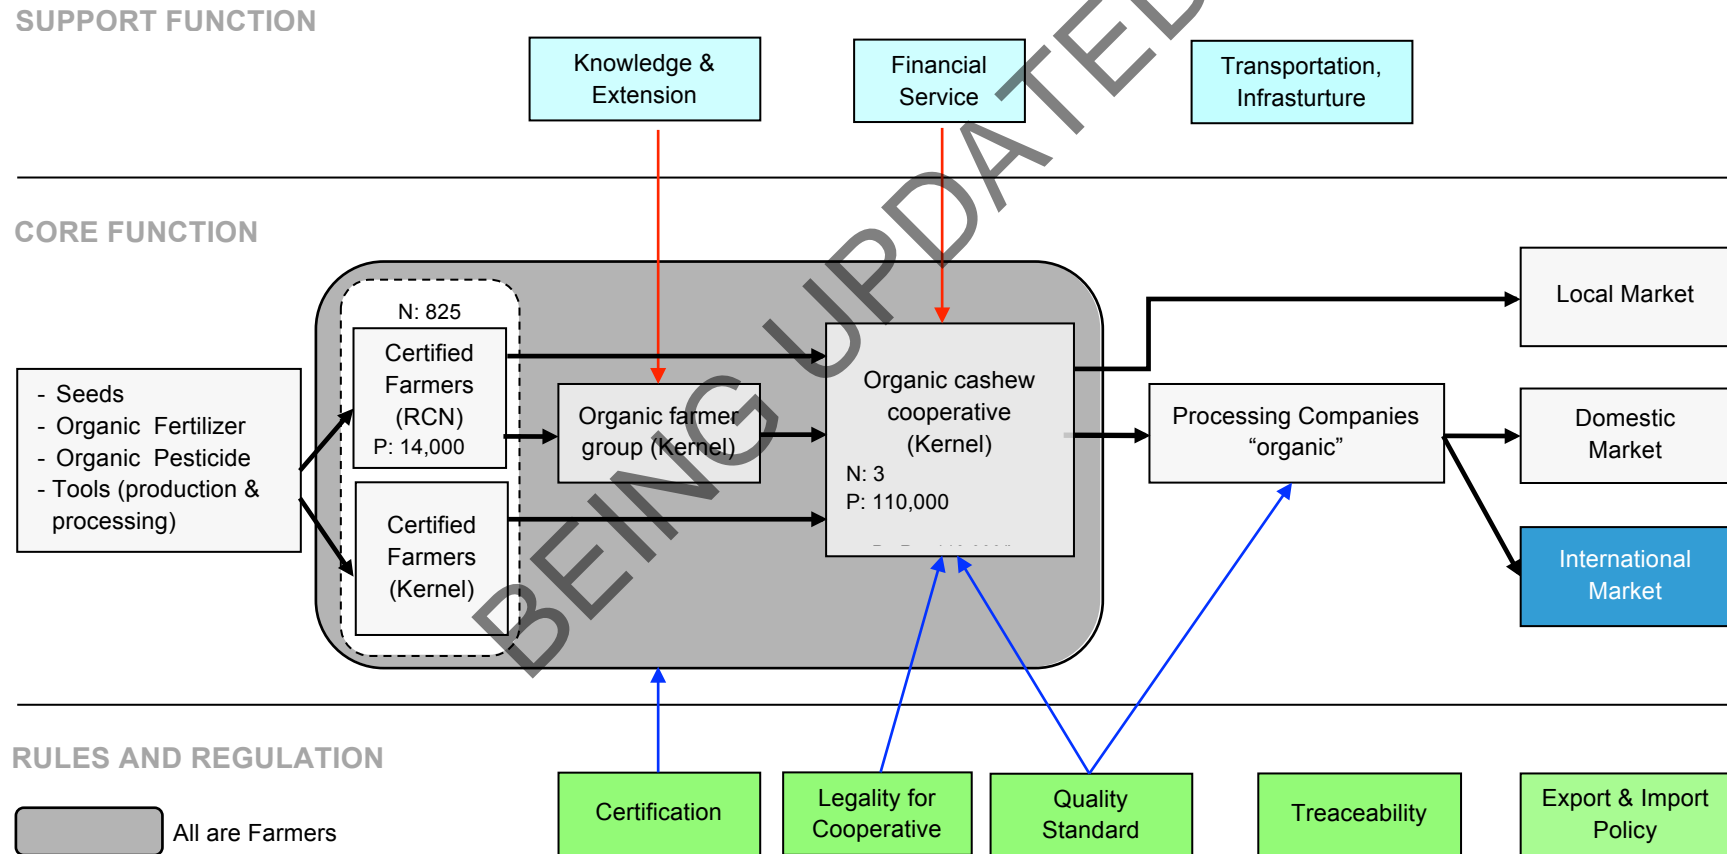 SUPPORT FUNCTION
Knowledge &
Extension
Financial
Service
Transportation,
Infrasturture
CORE FUNCTION
N: 825
Certified
Farmers
(RCN)
P: 14,000
- Seeds
- Organic Fertilizer
- Organic Pesticide
- Tools (production &
processing)
Certified
Farmers
(Kernel)
Organic farmer
group (Kernel)
Organic cashew
cooperative
(Kernel)
N: 3
P: 110,000
Processing Companies
“organic”
Local Market
Domestic
Market
International
Market
BEING UPDATED
RULES AND REGULATION
All are Farmers
Certification
Legality for
Cooperative
Quality
Standard
Treaceability
Export & Import
Policy